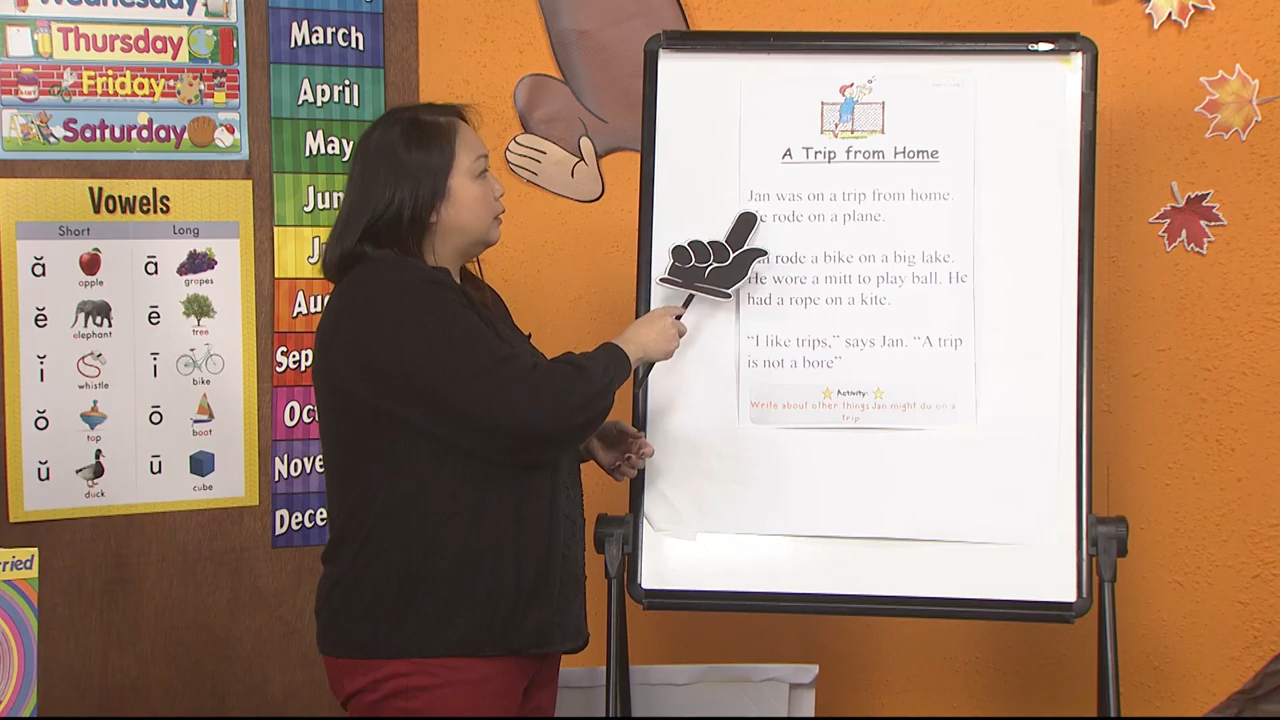 Wednesday
Thursday
Friday
Saturday
PAINT
March
April
May
Vowels
Short Long
ă apple ā grapes
ĕ elephant ē tree
ĭ whistle ī bike
ŏ top ō boat
ŭ duck ū cube
A Trip from Home
Jan was on a trip from home.
rode on a plane.
rode a bike on a big lake.
He wore a mitt to play ball. He
had a rope on a kite.
“I like trips,” says Jan. “A trip
is not a bore”
Activity:
Write about other things Jan might do on a
trip